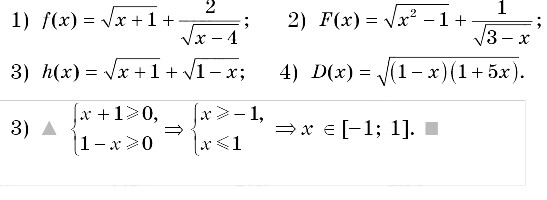 1) f(x) = √(x + 1) + 2/√(x − 4); 2) F(x) = √(x² − 1) + 1/√(3 − x);
3) h(x) = √(x + 1) + √(1 − x); 4) D(x) = √((1 − x)(1 + 5x)).
3) ▲ {x + 1 ⩾ 0, 1 − x ⩾ 0 ⇒ {x ⩾ − 1, x ⩽ 1 ⇒ x ∈ [−1; 1]. ■